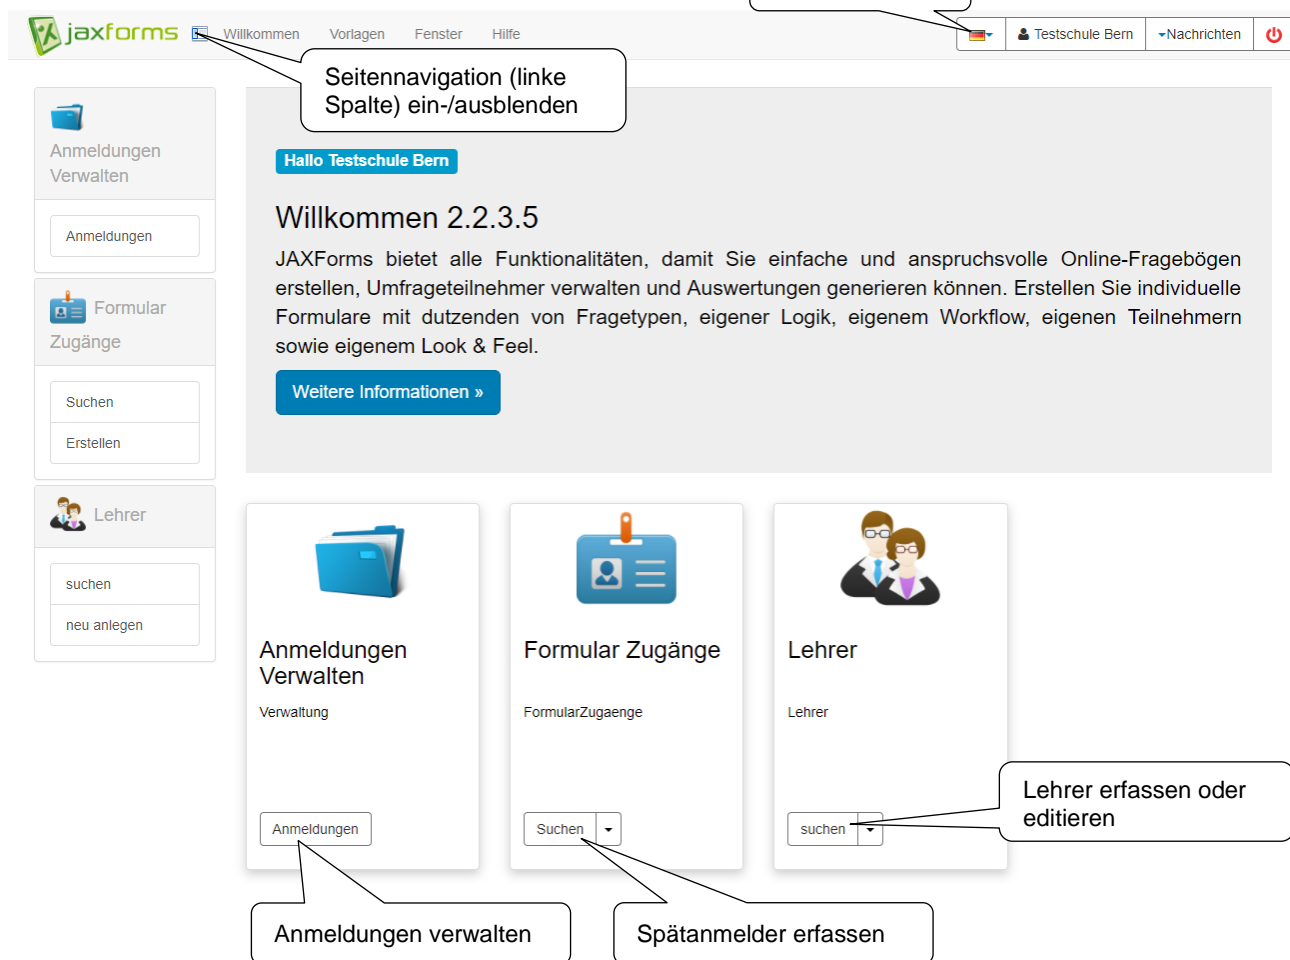 jaxforms
Willkommen
Vorlagen
Fenster
Hilfe
Testschule Bern
Nachrichten
Seitennavigation (linke
Spalte) ein-/ausblenden
Anmeldungen
Verwalten
Anmeldungen
Formular
Zugänge
Suchen
Erstellen
Lehrer
suchen
neu anlegen
Hallo Testschule Bern
Willkommen 2.2.3.5
JAXForms bietet alle Funktionalitäten, damit Sie einfache und anspruchsvolle Online-Fragebögen
erstellen, Umfrageteilnehmer verwalten und Auswertungen generieren können. Erstellen Sie individuelle
Formulare mit dutzenden von Fragetypen, eigener Logik, eigenem Workflow, eigenen Teilnehmern
sowie eigenem Look & Feel.
Weitere Informationen »
Anmeldungen
Verwalten
Verwaltung
Anmeldungen
Formular Zugänge
FormularZugaenge
Suchen
Lehrer
Lehrer
suchen
Lehrer erfassen oder
editieren
Anmeldungen verwalten
Spätanmelder erfassen